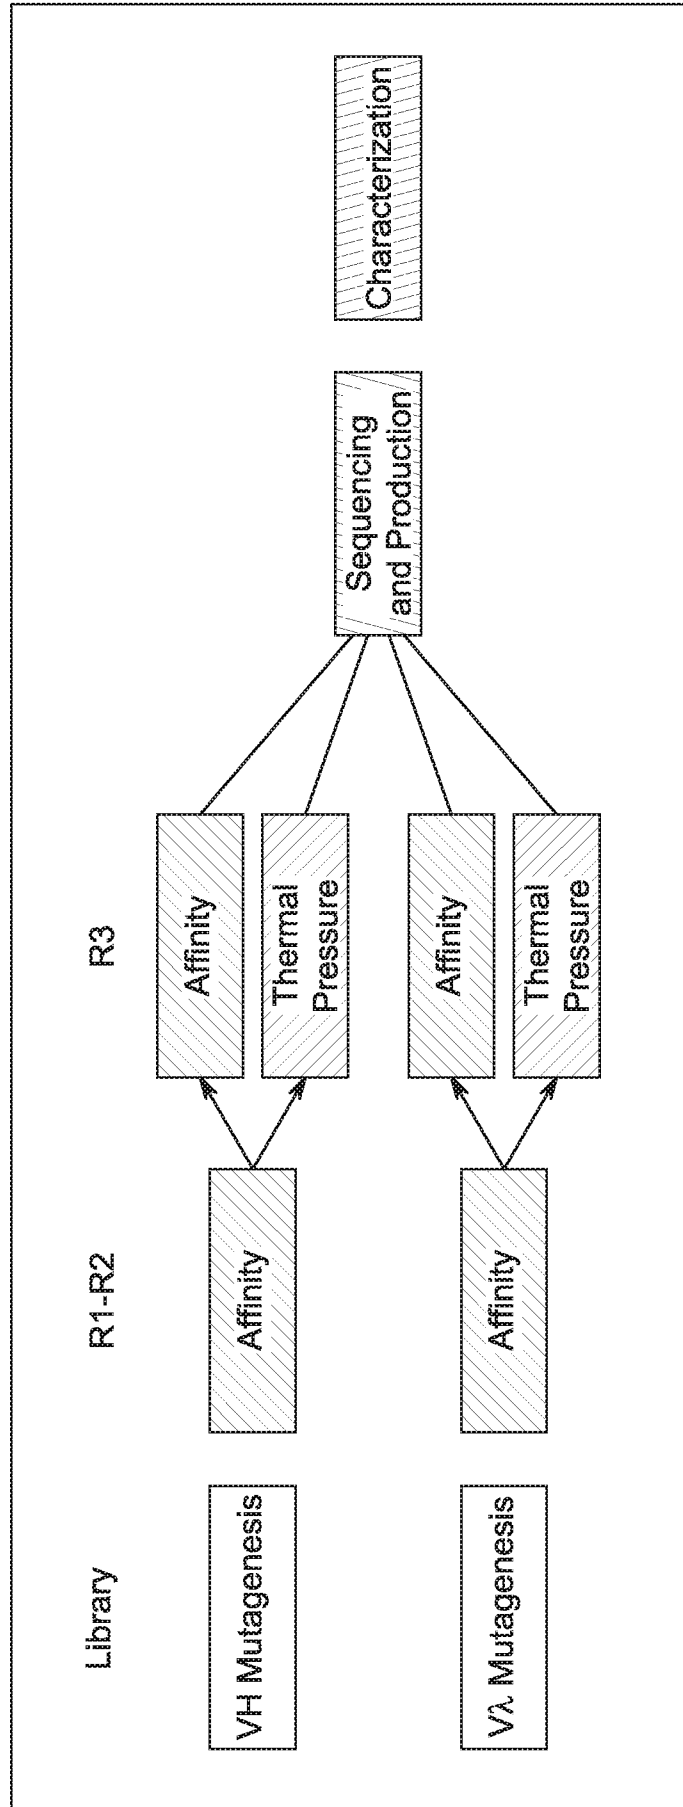 Library
R1-R2
R3
VH Mutagenesis
Affinity
Affinity
Thermal
Pressure
Vλ Mutagenesis
Affinity
Affinity
Thermal
Pressure
Sequencing
and Production
Characterization